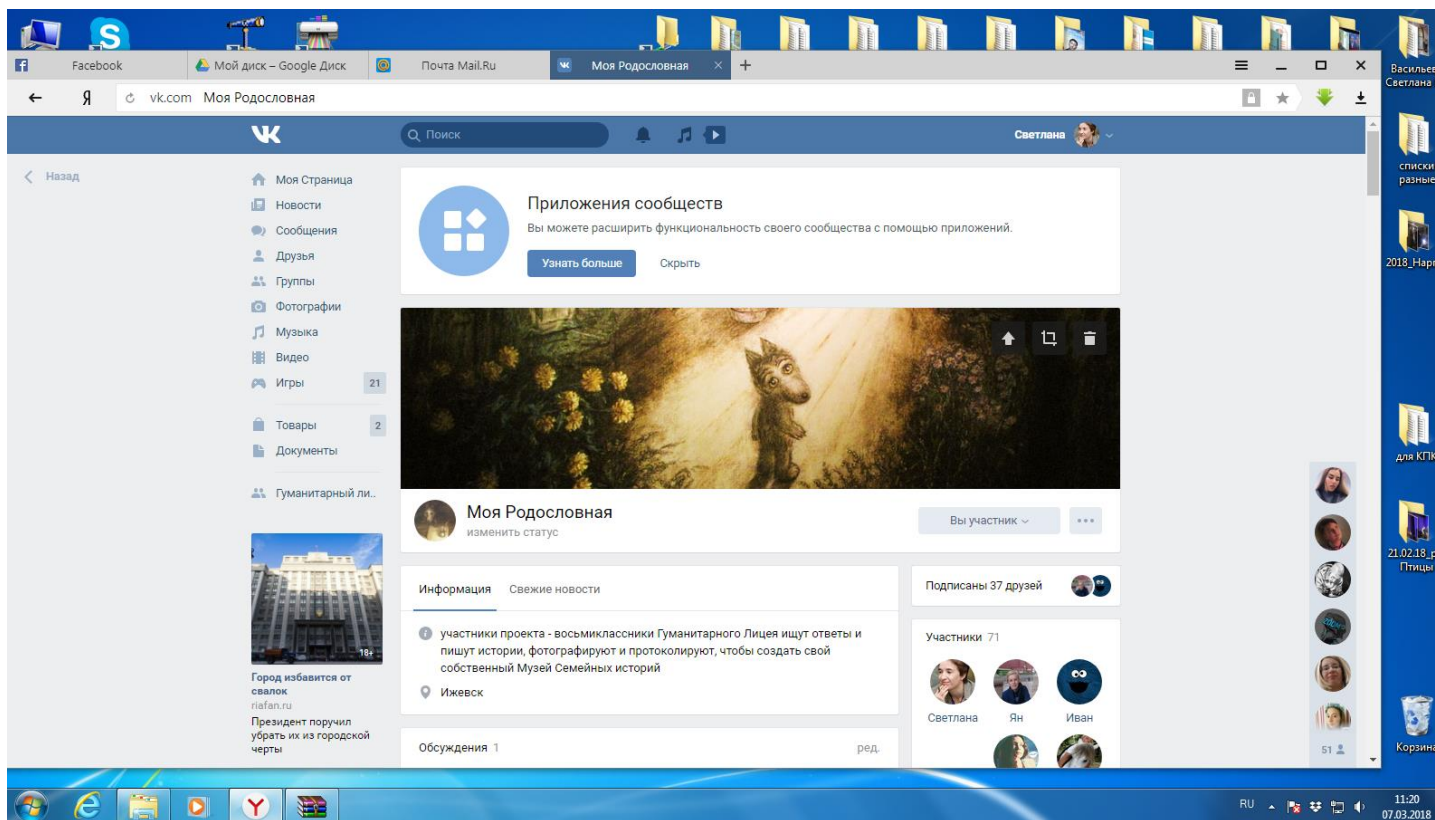 Facebook
Мой диск – Google Диск
Почта Mail.Ru
Моя Родословная
Я
vk.com Моя Родословная
Поиск
Светлана
Назад
Моя Страница
Новости
Сообщения
Друзья
Группы
Фотографии
Музыка
Видео
Игры 21
Товары 2
Документы
Гуманитарный ли..
18+
Город избавится от
свалок
riafan.ru
Президент поручил
убрать их из городской
черты
Приложения сообществ
Вы можете расширить функциональность своего сообщества с помощью приложений.
Узнать больше Скрыть
Моя Родословная
изменить статус
Вы участник
Информация Свежие новости
участники проекта - восьмиклассники Гуманитарного Лицея ищут ответы и
пишут истории, фотографируют и протоколируют, чтобы создать свой
собственный Музей Семейных историй
Ижевск
Обсуждения 1 ред.
Подписаны 37 друзей
Участники 71
Светлана Ян Иван
51
Васильев
Светлана
списки
разные
2018_Нар
для КПК
21.02.18_р
Птицы
Корзина
RU
11:20
07.03.2018